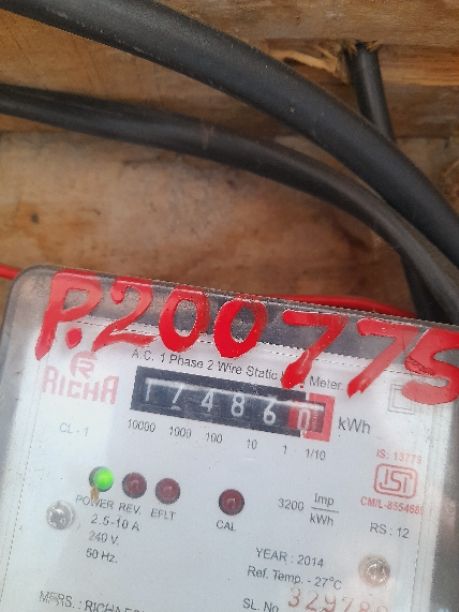 P.200775
A.C. 1 Phase 2 Wire Static Meter.
RICHA
174860 kWh
CL - 1
10000 1000 100 10 1 1/10
IS: 13779
ISI
POWER REV. EFLT
CAL
3200 Imp/kWh
2.5-10 A
240 V.
50 Hz.
RS : 12
YEAR : 2014
Ref. Temp. - 27°C
SL. No.